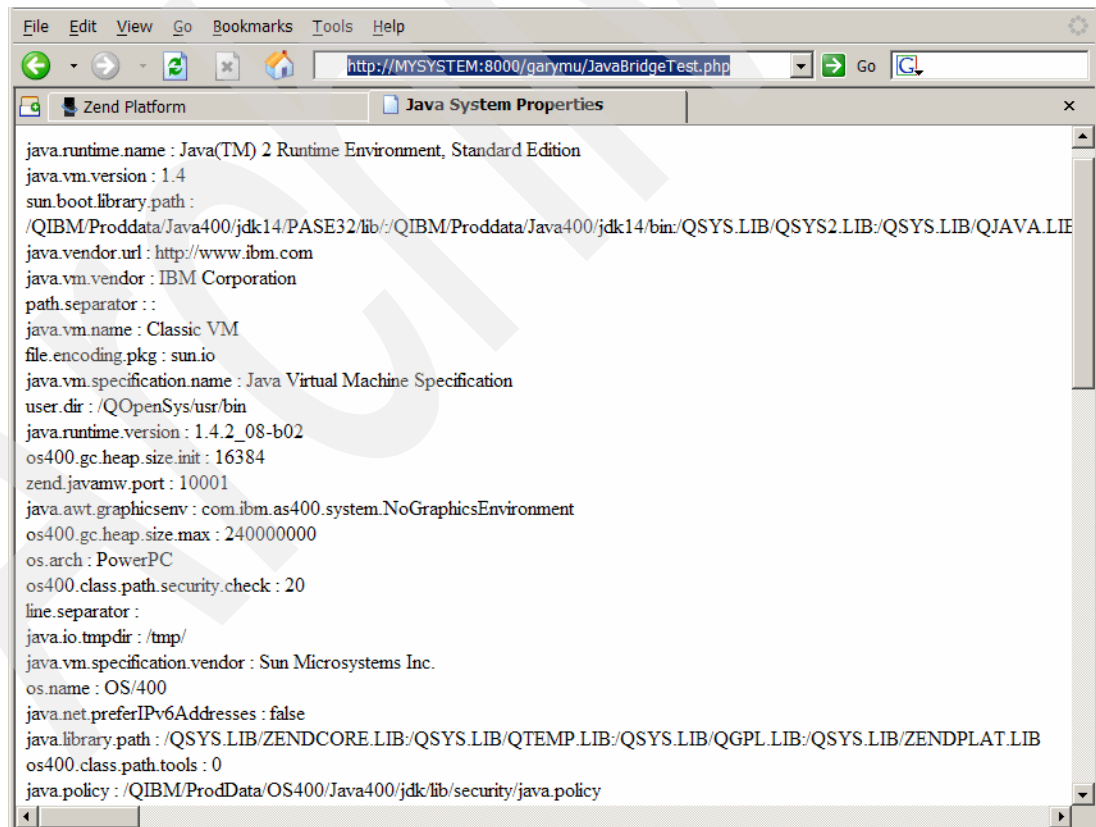 File Edit View Go Bookmarks Tools Help
http://MYSYSTEM:8000/garymu/JavaBridgeTest.php Go G
Zend Platform Java System Properties x
java.runtime.name : Java(TM) 2 Runtime Environment, Standard Edition
java.vm.version : 1.4
sun.boot.library.path :
/QIBM/Proddata/Java400/jdk14/PASE32/lib/:/QIBM/Proddata/Java400/jdk14/bin:/QSYS.LIB/QSYS2.LIB:/QSYS.LIB/QJAVA.LIB
java.vendor.url : http://www.ibm.com
java.vm.vendor : IBM Corporation
path.separator : :
java.vm.name : Classic VM
file.encoding.pkg : sun.io
java.vm.specification.name : Java Virtual Machine Specification
user.dir : /QOpenSys/usr/bin
java.runtime.version : 1.4.2_08-b02
os400.gc.heap.size.init : 16384
zend.javamw.port : 10001
java.awt.graphicsenv : com.ibm.as400.system.NoGraphicsEnvironment
os400.gc.heap.size.max : 240000000
os.arch : PowerPC
os400.class.path.security.check : 20
line.separator :
java.io.tmpdir : /tmp/
java.vm.specification.vendor : Sun Microsystems Inc.
os.name : OS/400
java.net.preferIPv6Addresses : false
java.library.path : /QSYS.LIB/ZENDCORE.LIB:/QSYS.LIB/QTEMP.LIB:/QSYS.LIB/QGPL.LIB:/QSYS.LIB/ZENDPLAT.LIB
os400.class.path.tools : 0
java.policy : /QIBM/ProdData/OS400/Java400/jdk/lib/security/java.policy